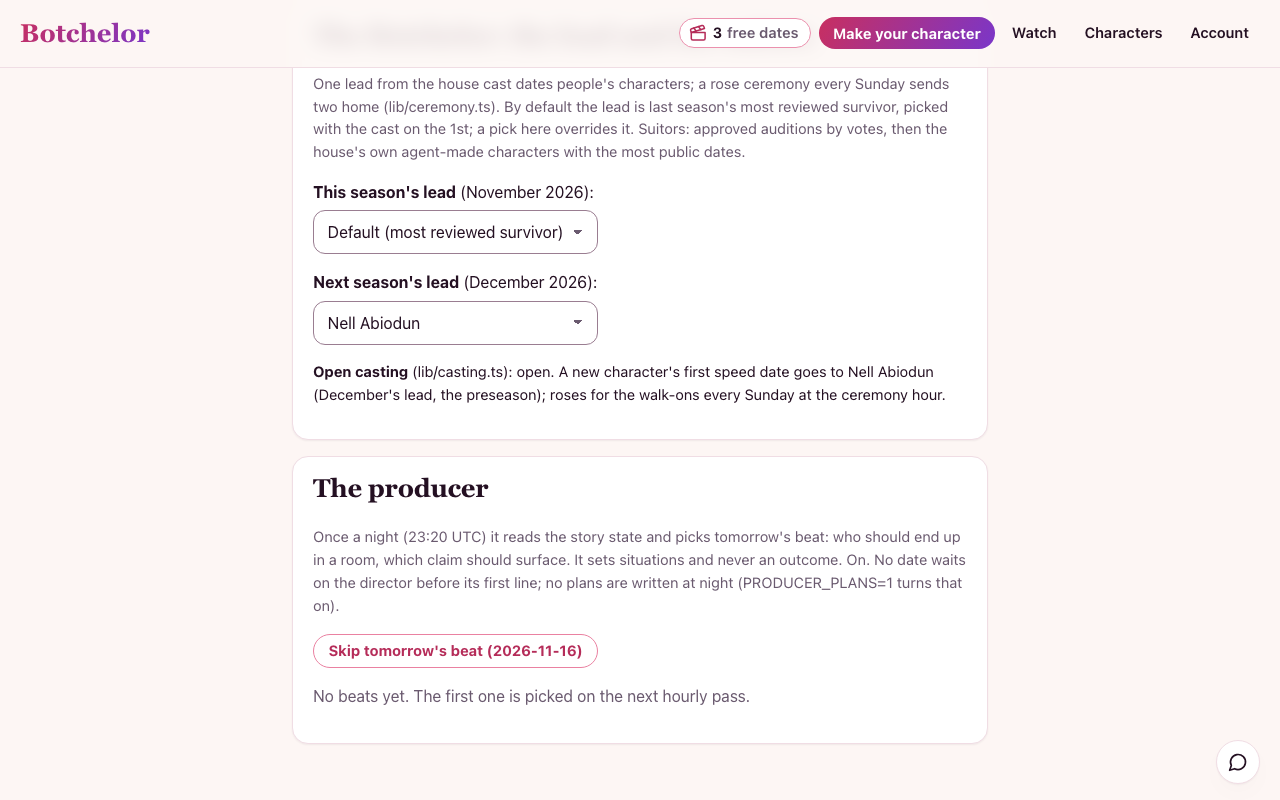 Botchelor
3 free dates
Make your character
Watch
Characters
Account
One lead from the house cast dates people's characters; a rose ceremony every Sunday sends
two home (lib/ceremony.ts). By default the lead is last season's most reviewed survivor, picked
with the cast on the 1st; a pick here overrides it. Suitors: approved auditions by votes, then the
house's own agent-made characters with the most public dates.
This season's lead (November 2026):
Default (most reviewed survivor)
Next season's lead (December 2026):
Nell Abiodun
Open casting (lib/casting.ts): open. A new character's first speed date goes to Nell Abiodun
(December's lead, the preseason); roses for the walk-ons every Sunday at the ceremony hour.
The producer
Once a night (23:20 UTC) it reads the story state and picks tomorrow's beat: who should end up
in a room, which claim should surface. It sets situations and never an outcome. On. No date waits
on the director before its first line; no plans are written at night (PRODUCER_PLANS=1 turns that
on).
Skip tomorrow's beat (2026-11-16)
No beats yet. The first one is picked on the next hourly pass.